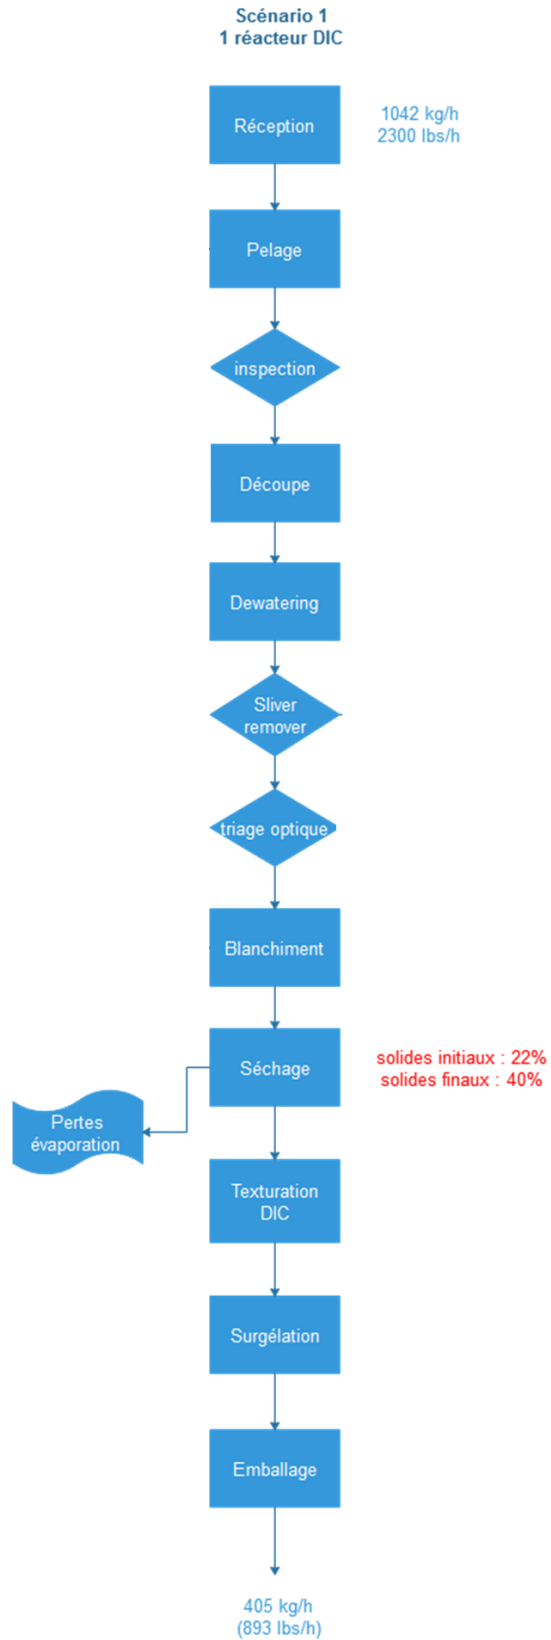 Scénario 1
1 réacteur DIC
Réception
1042 kg/h
2300 lbs/h
Pelage
inspection
Découpe
Dewatering
Sliver
remover
triage optique
Blanchiment
Séchage
solides initiaux : 22%
solides finaux : 40%
Pertes
évaporation
Texturation
DIC
Surgélation
Emballage
405 kg/h
(893 lbs/h)